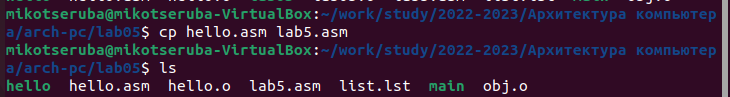 mikotseruba@mikotseruba-VirtualBox:~/work/study/2022-2023/Архитектура компьютер
а/arch-pc/lab05$ cp hello.asm lab5.asm
mikotseruba@mikotseruba-VirtualBox:~/work/study/2022-2023/Архитектура компьютер
а/arch-pc/lab05$ ls
hello  hello.asm  hello.o  lab5.asm  list.lst  main  obj.o